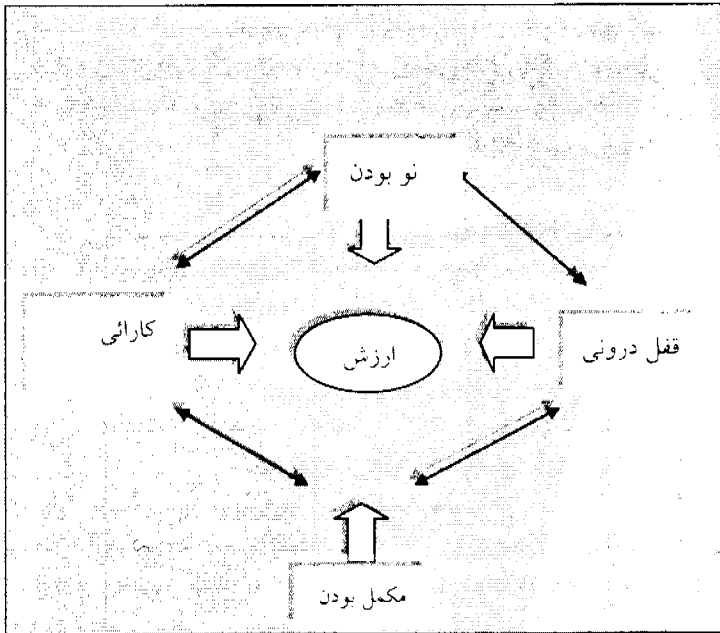 نو بودن
کارائی
ارزش
قفل درونی
مکمل بودن